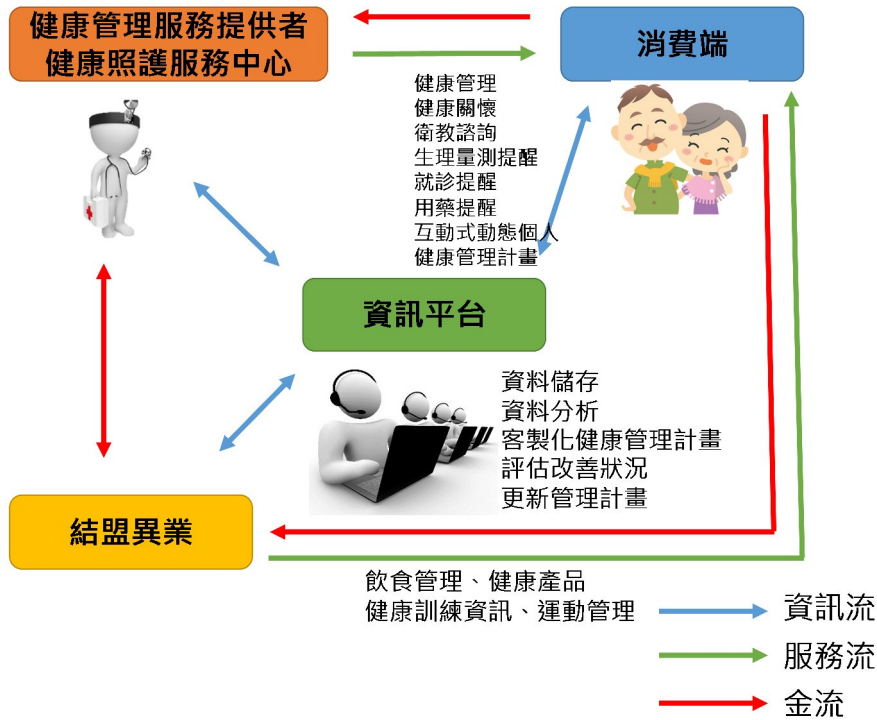 健康管理服務提供者
健康照護服務中心
消費端
健康管理
健康關懷
衛教諮詢
生理量測提醒
就診提醒
用藥提醒
互動式動態個人
健康管理計畫
資訊平台
資料儲存
資料分析
客製化健康管理計畫
評估改善狀況
更新管理計畫
結盟異業
飲食管理、健康產品
健康訓練資訊、運動管理
資訊流
服務流
金流